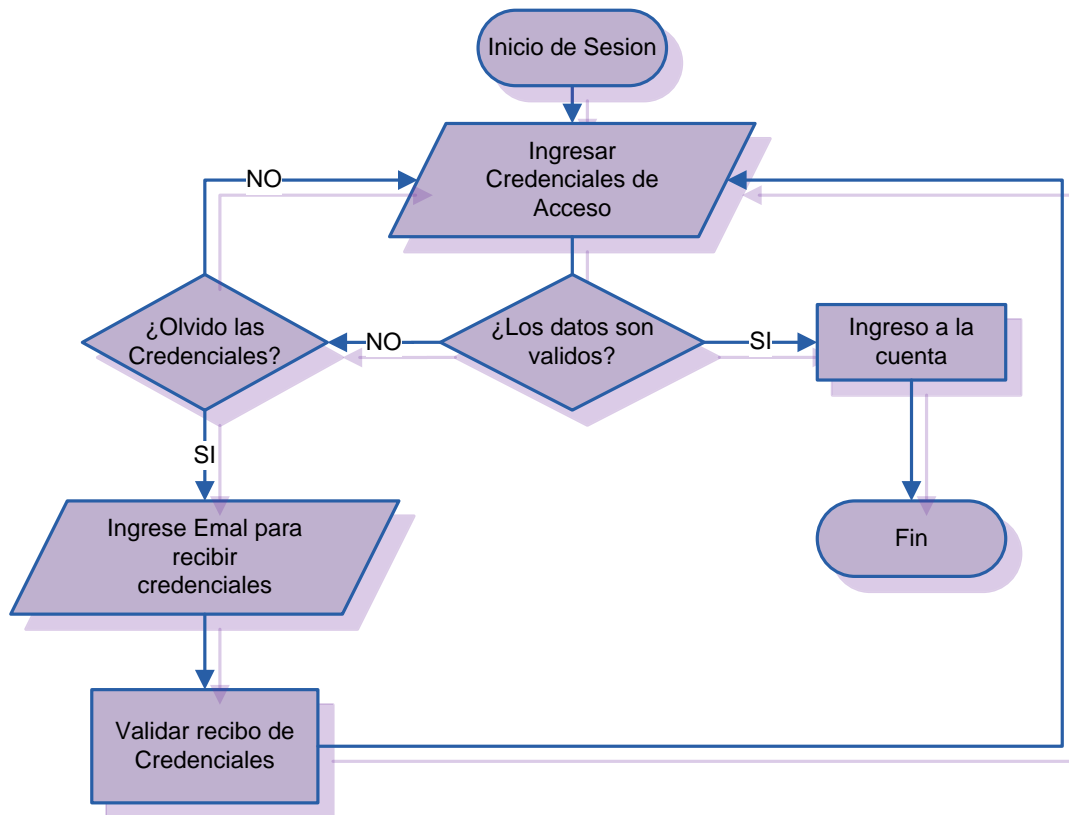 Inicio de Sesion
Ingresar
Credenciales de
Acceso
NO
¿Olvido las
Credenciales?
NO
¿Los datos son
validos?
SI
Ingreso a la
cuenta
SI
Ingrese Emal para
recibir
credenciales
Fin
Validar recibo de
Credenciales